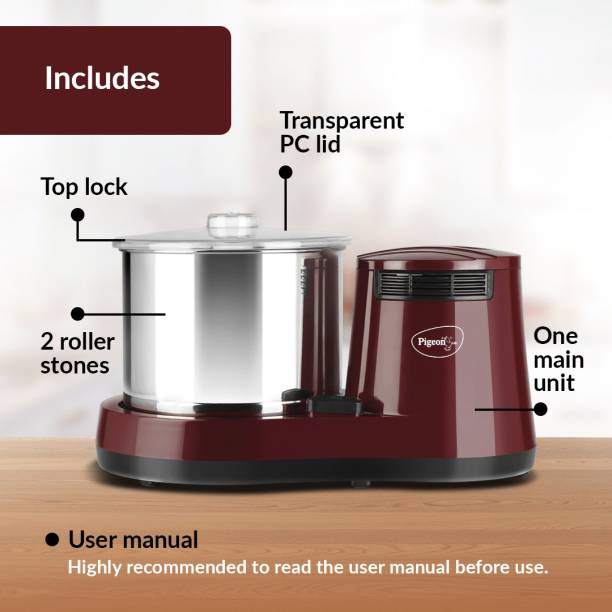 Includes
Transparent
PC lid
Top lock
2 roller
stones
Pigeon
One
main
unit
User manual
Highly recommended to read the user manual before use.